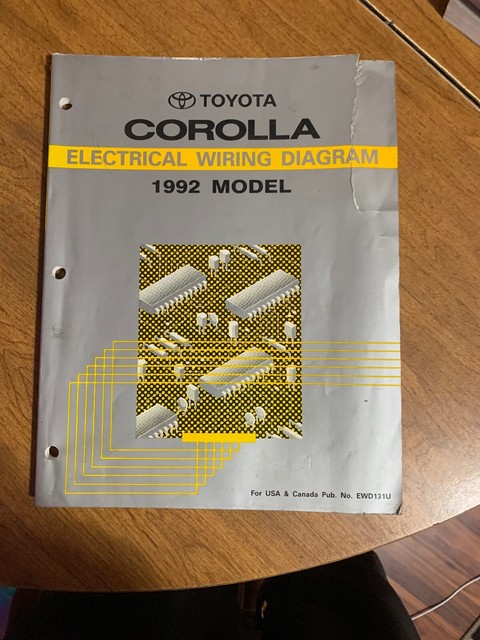 TOYOTA
COROLLA
ELECTRICAL WIRING DIAGRAM
1992 MODEL
For USA & Canada Pub. No. EWD131U